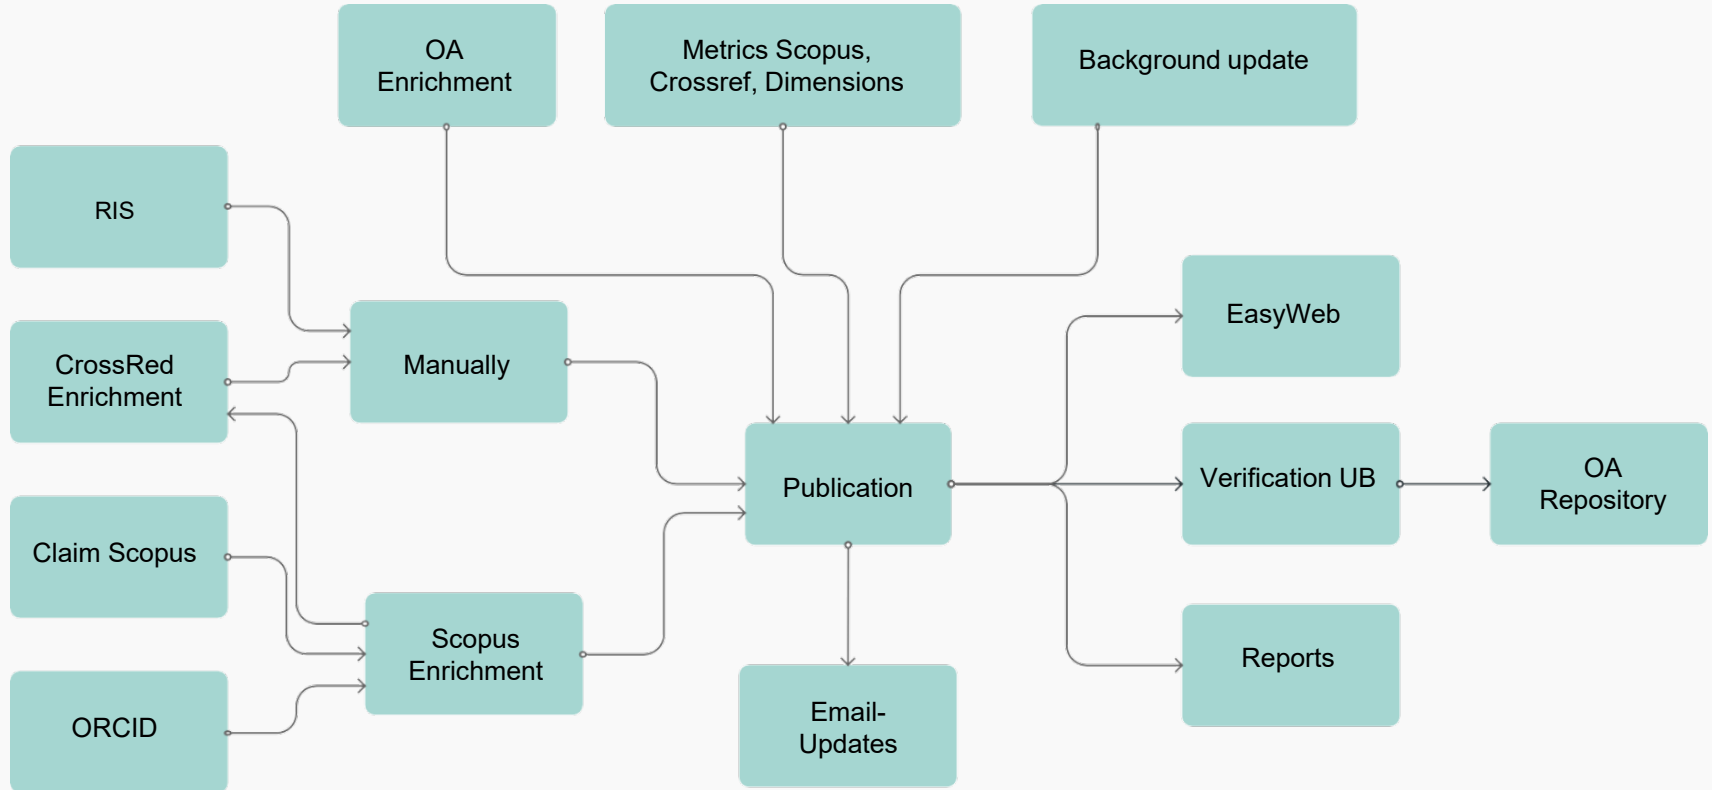 OA
Enrichment
Metrics Scopus,
Crossref, Dimensions
Background update
RIS
CrossRed
Enrichment
Manually
EasyWeb
Publication
Verification UB
OA
Repository
Claim Scopus
Scopus
Enrichment
Reports
ORCID
Email-
Updates